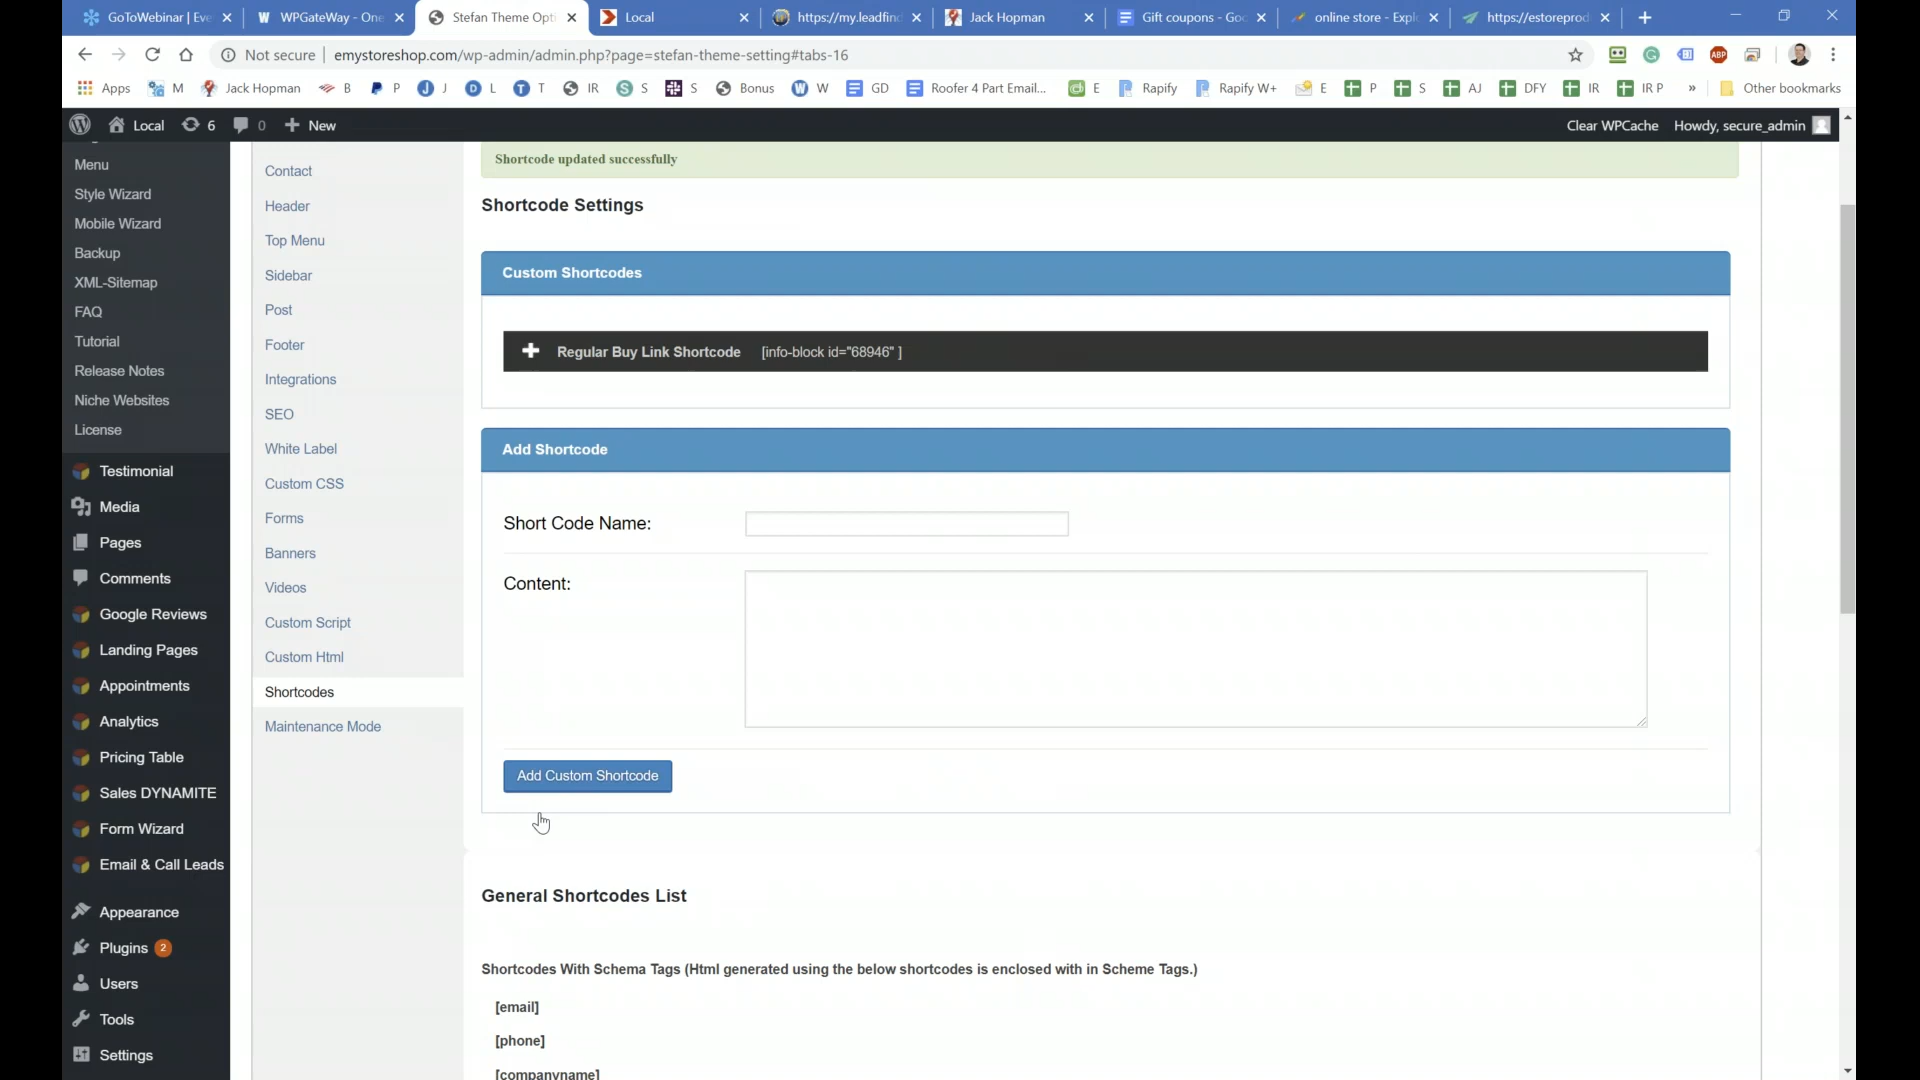 GoToWebinar | Eve
WPGateWay - One
Stefan Theme Opti
Local
https://my.leadfind
Jack Hopman
Gift coupons - Goo
online store - Explo
https://estoreprod
Not secure emystoreshop.com/wp-admin/admin.php?page=stefan-theme-setting#tabs-16
ABP
Apps M Jack Hopman B P J L T IR S S Bonus W GD Roofer 4 Part Email... E Rapify Rapify W+ E P S AJ DFY IR IR P » Other bookmarks
Local 6 0 New Clear WPCache Howdy, secure_admin
Menu
Style Wizard
Mobile Wizard
Backup
XML-Sitemap
FAQ
Tutorial
Release Notes
Niche Websites
License
Testimonial
Media
Pages
Comments
Google Reviews
Landing Pages
Appointments
Analytics
Pricing Table
Sales DYNAMITE
Form Wizard
Email & Call Leads
Appearance
Plugins 2
Users
Tools
Settings
Contact
Header
Top Menu
Sidebar
Post
Footer
Integrations
SEO
White Label
Custom CSS
Forms
Banners
Videos
Custom Script
Custom Html
Shortcodes
Maintenance Mode
Shortcode updated successfully
Shortcode Settings
Custom Shortcodes
Regular Buy Link Shortcode [info-block id="68946" ]
Add Shortcode
Short Code Name:
Content:
Add Custom Shortcode
General Shortcodes List
Shortcodes With Schema Tags (Html generated using the below shortcodes is enclosed with in Scheme Tags.)
[email]
[phone]
[companyname]